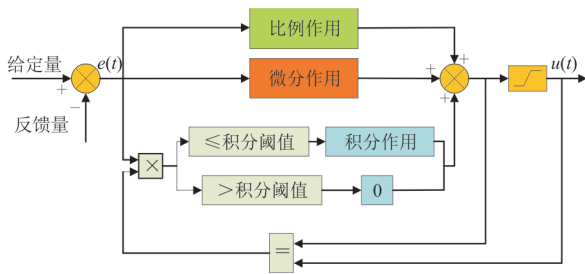 比例作用
给定量
e(t)
+
−
反馈量
微分作用
+
+
+
u(t)
×
≤积分阈值
积分作用
>积分阈值
0
=